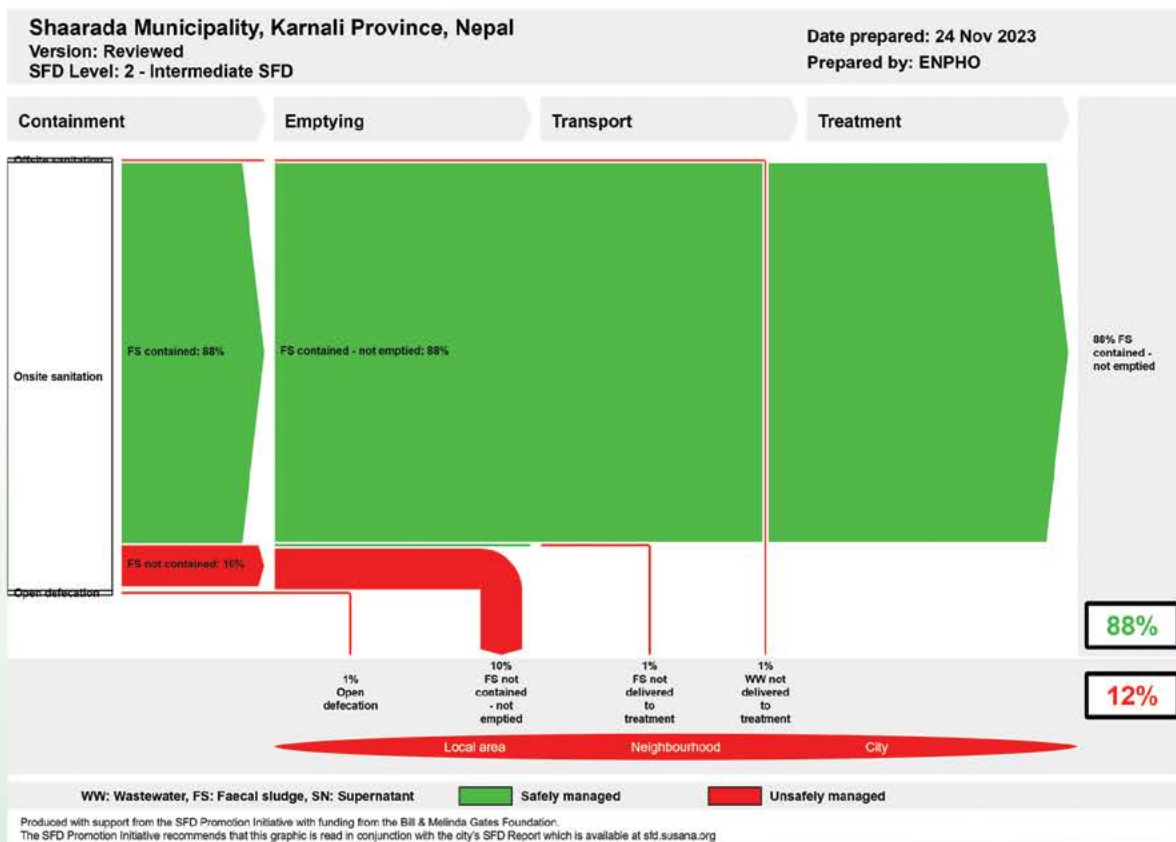 Shaarada Municipality, Karnali Province, Nepal
Version: Reviewed
SFD Level: 2 - Intermediate SFD
Date prepared: 24 Nov 2023
Prepared by: ENPHO
Containment
Emptying
Transport
Treatment
Offsite sanitation
FS contained: 88%
FS contained - not emptied: 88%
88% FS
contained -
not emptied
Onsite sanitation
FS not contained: 10%
Open defecation
88%
1%
Open
defecation
10%
FS not
contained
- not
emptied
1%
FS not
delivered
to
treatment
1%
WW not
delivered
to
treatment
12%
Local area
Neighbourhood
City
WW: Wastewater, FS: Faecal sludge, SN: Supernatant
Safely managed
Unsafely managed
Produced with support from the SFD Promotion Initiative with funding from the Bill & Melinda Gates Foundation.
The SFD Promotion Initiative recommends that this graphic is read in conjunction with the city's SFD Report which is available at sfd.susana.org